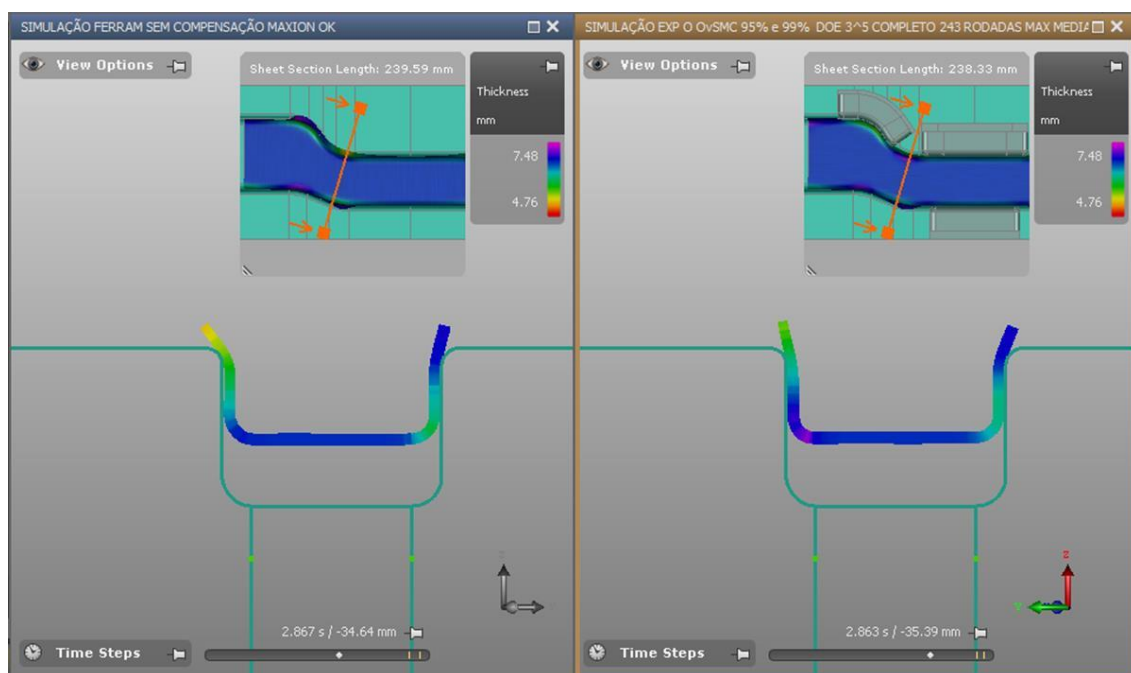 SIMULAÇÃO FERRAM SEM COMPENSAÇÃO MAXION OK
View Options
Sheet Section Length: 239.59 mm
Thickness
mm
7.48
4.76
2.867 s / -34.64 mm
Time Steps
SIMULAÇÃO EXP O OvSMC 95% e 99% DOE 3^5 COMPLETO 243 RODADAS MAX MEDIA
View Options
Sheet Section Length: 238.33 mm
Thickness
mm
7.48
4.76
z
Y
2.863 s / -35.39 mm
Time Steps